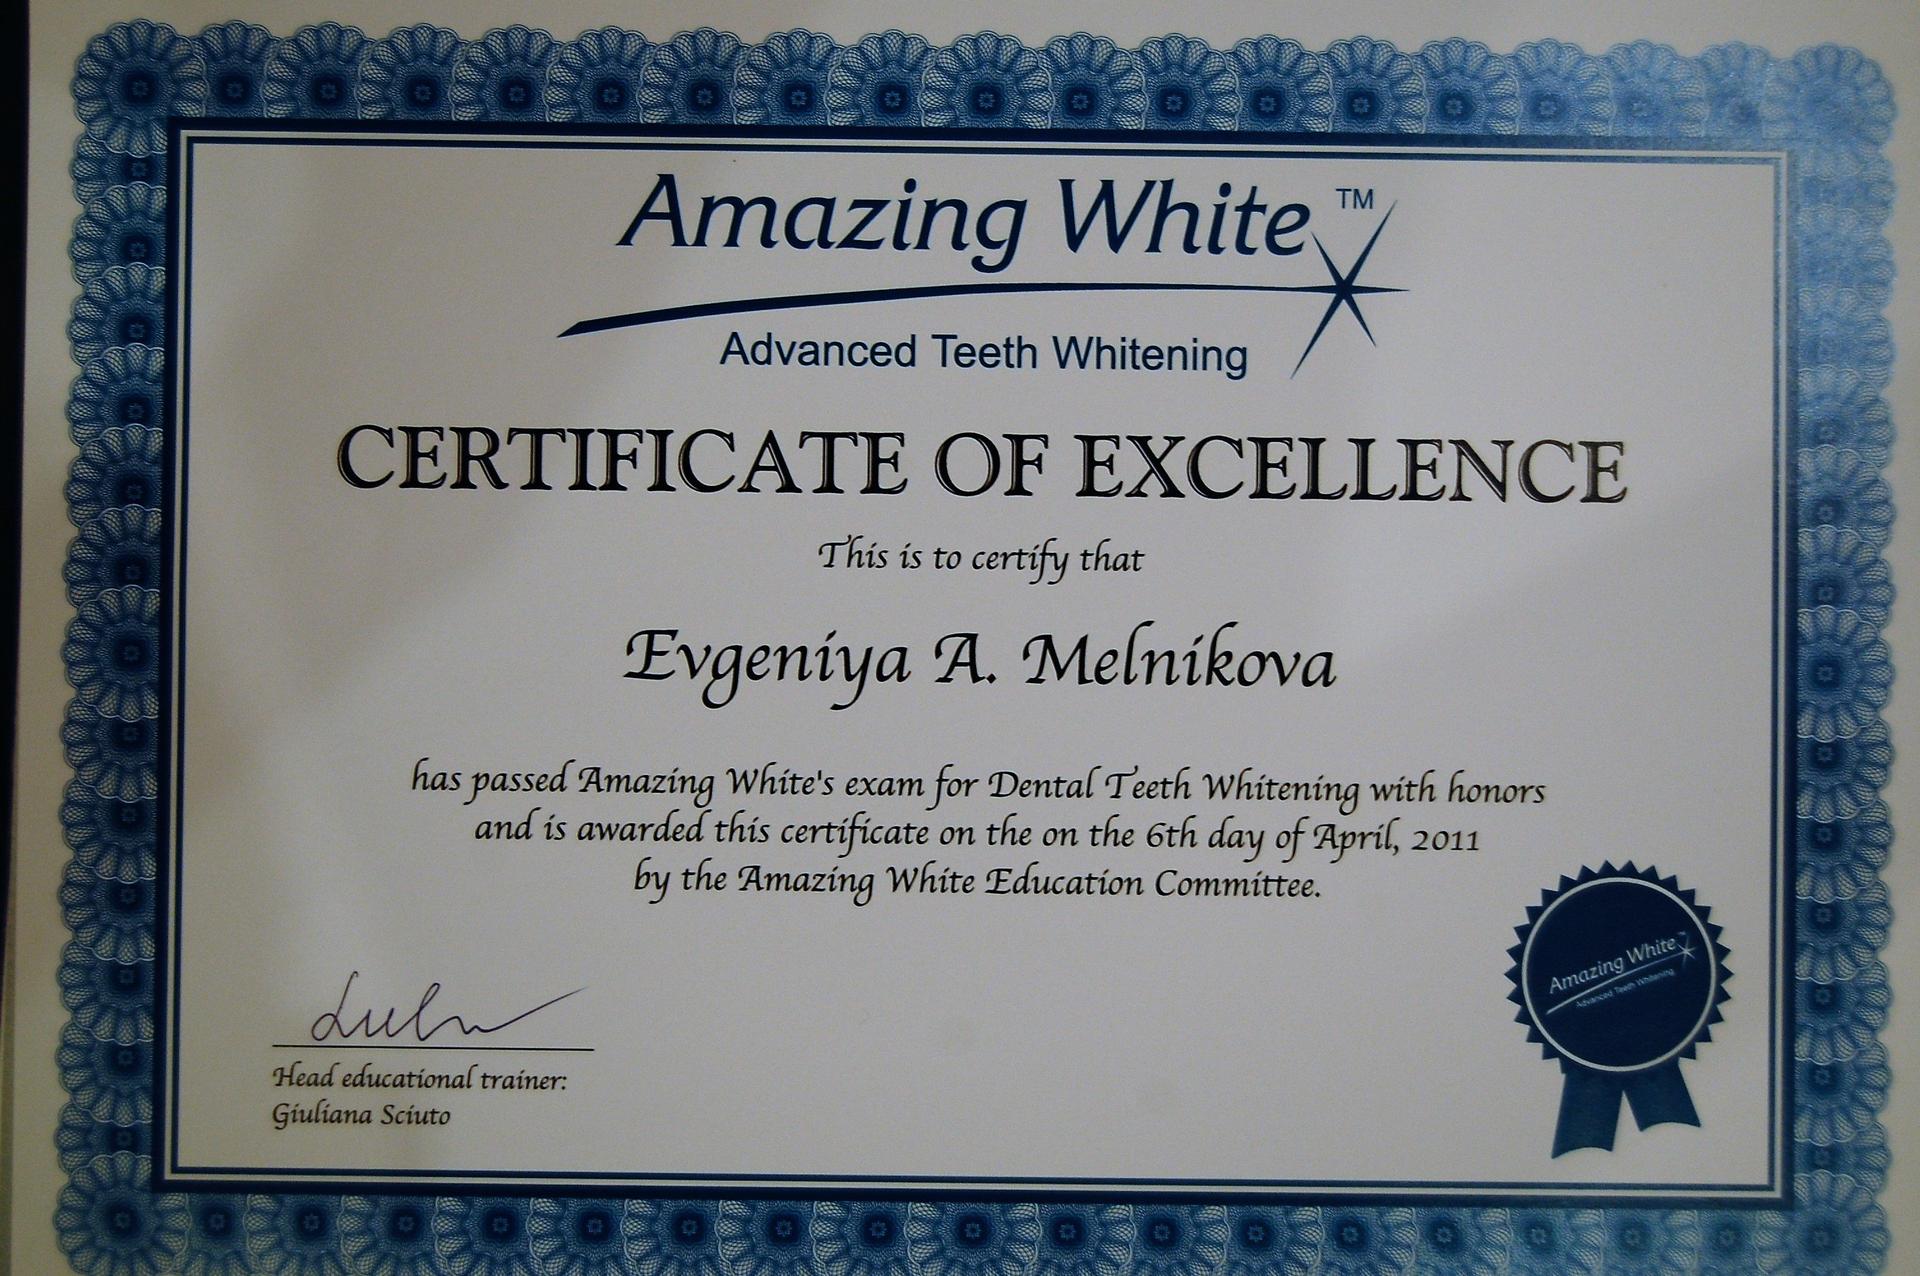 Amazing White™
Advanced Teeth Whitening
CERTIFICATE OF EXCELLENCE
This is to certify that
Evgeniya A. Melnikova
has passed Amazing White's exam for Dental Teeth Whitening with honors
and is awarded this certificate on the on the 6th day of April, 2011
by the Amazing White Education Committee.
Amazing White™
Advanced Teeth Whitening
Head educational trainer:
Giuliana Sciuto